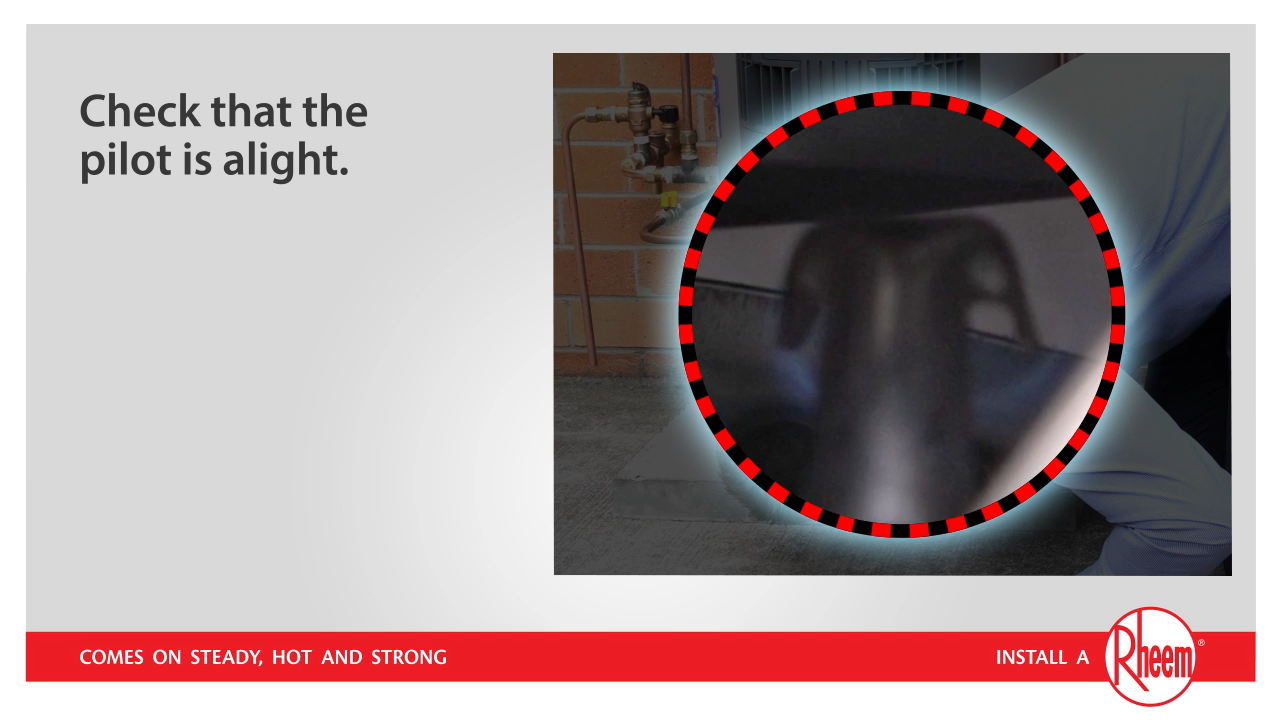 Check that the
pilot is alight.
COMES ON STEADY, HOT AND STRONG
INSTALL A
Rheem®